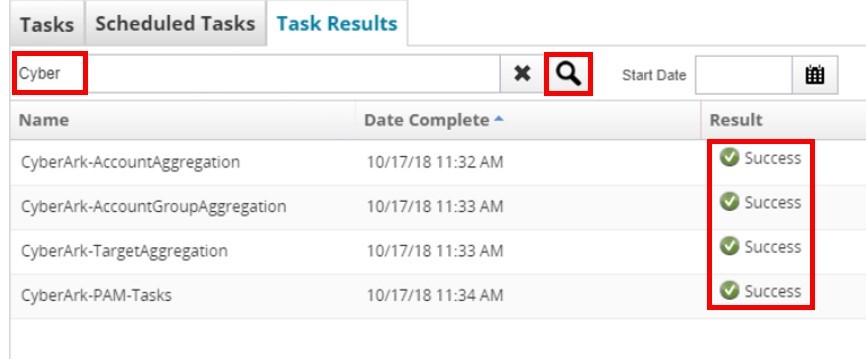 Tasks Scheduled Tasks Task Results
Cyber Start Date
Name Date Complete Result
CyberArk-AccountAggregation 10/17/18 11:32 AM Success
CyberArk-AccountGroupAggregation 10/17/18 11:33 AM Success
CyberArk-TargetAggregation 10/17/18 11:33 AM Success
CyberArk-PAM-Tasks 10/17/18 11:34 AM Success